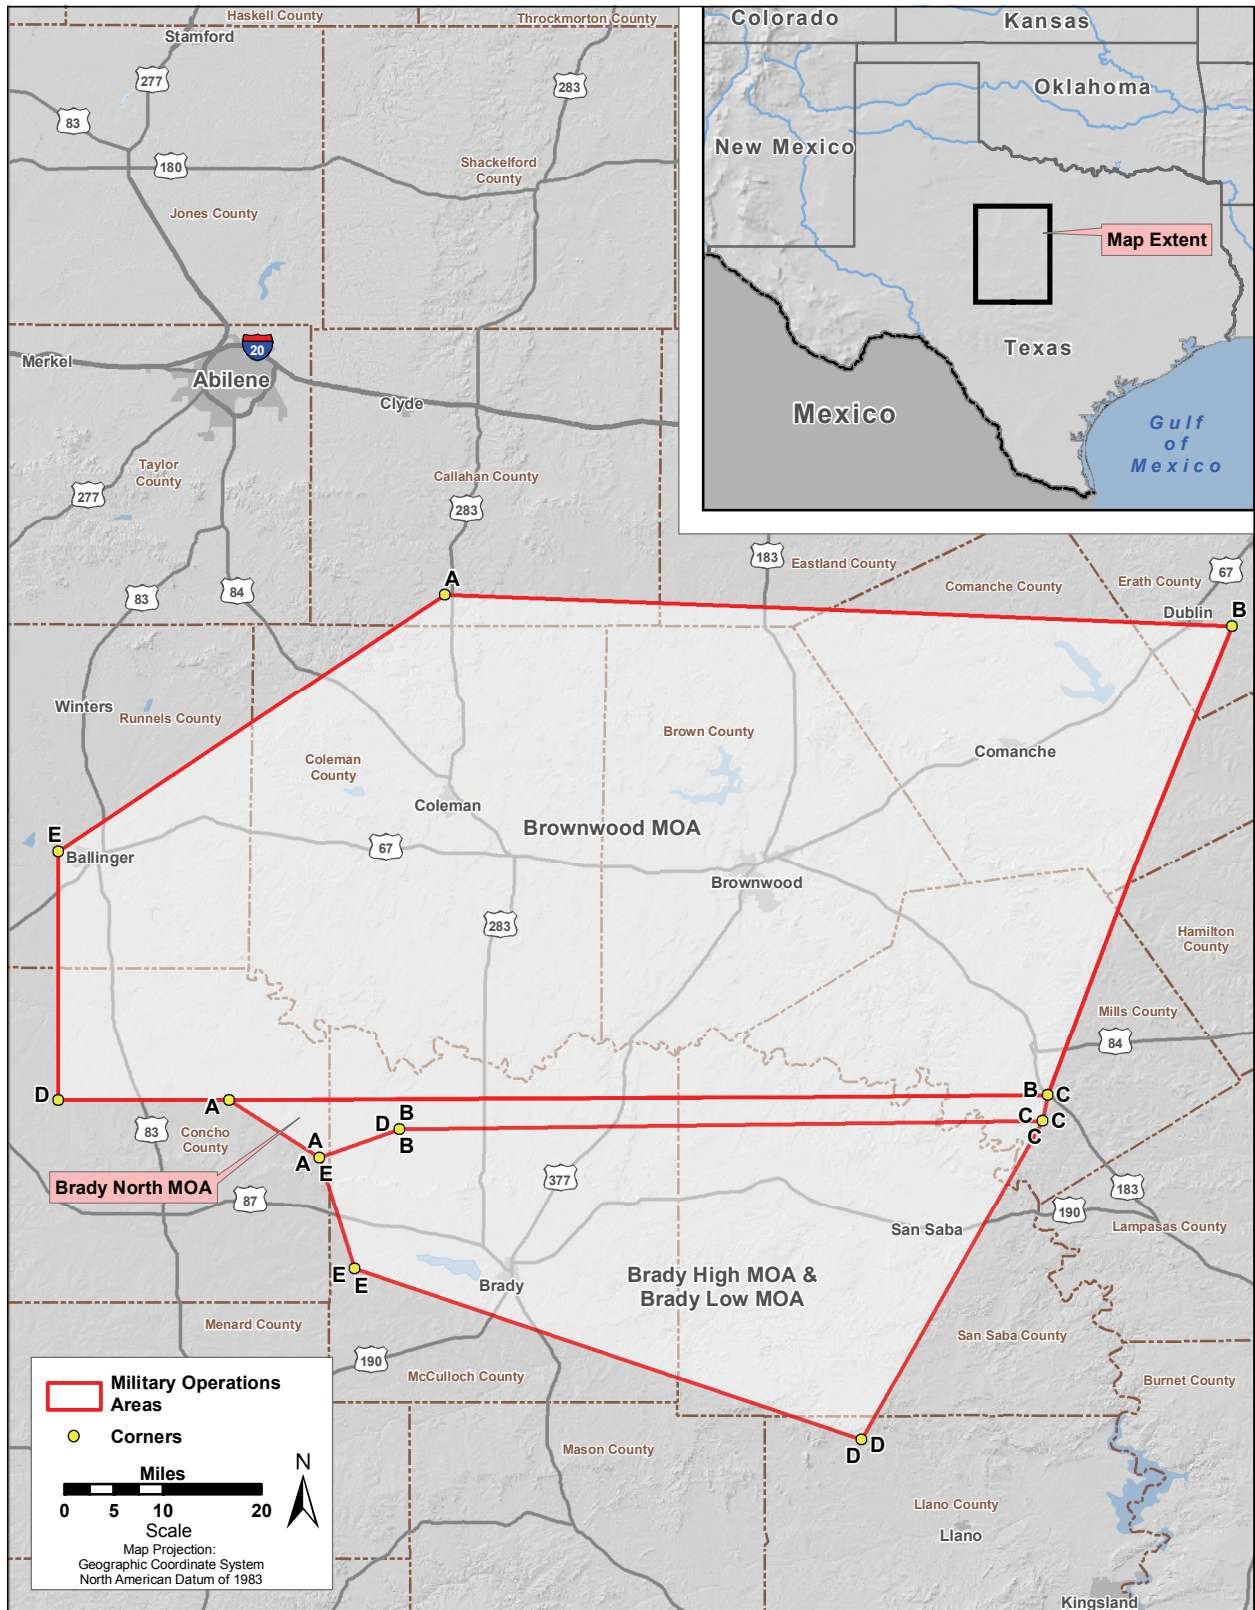 Haskell County
Throckmorton County
Stamford
277
283
83
180
Shackelford
County
Jones County
Merkel
20
Abilene
Clyde
Taylor
County
277
Callahan County
283
83
84
Colorado
Kansas
Oklahoma
New Mexico
Map Extent
Texas
Mexico
Gulf
of
Mexico
183
Eastland County
Comanche County
Erath County
67
Dublin
A
B
Winters
Runnels County
Coleman
County
Brown County
Comanche
Coleman
Brownwood MOA
E
Ballinger
67
Brownwood
283
Hamilton
County
Mills County
84
D
A
B
C
83
Concho
County
A
A
E
D
B
B
C
C
C
Brady North MOA
87
377
183
190
San Saba
Lampasas County
E
E
Brady
Brady High MOA &
Brady Low MOA
Menard County
San Saba County
190
McCulloch County
Burnet County
D
D
Mason County
Llano County
Llano
Kingsland
Military Operations
Areas
Corners
N
Miles
0 5 10 20
Scale
Map Projection:
Geographic Coordinate System
North American Datum of 1983